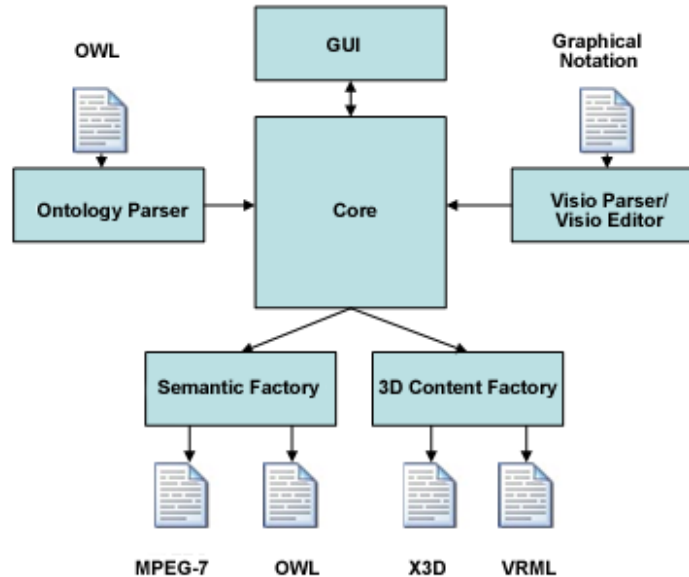 OWL
GUI
Graphical
Notation
Ontology Parser
Core
Visio Parser/
Visio Editor
Semantic Factory
3D Content Factory
MPEG-7
OWL
X3D
VRML